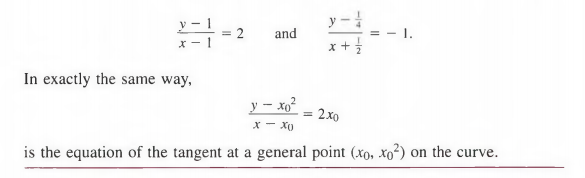 (y − 1)/(x − 1) = 2 and (y − 1/4)/(x + 1/2) = − 1.
In exactly the same way,
(y − x₀²)/(x − x₀) = 2x₀
is the equation of the tangent at a general point (x₀, x₀²) on the curve.